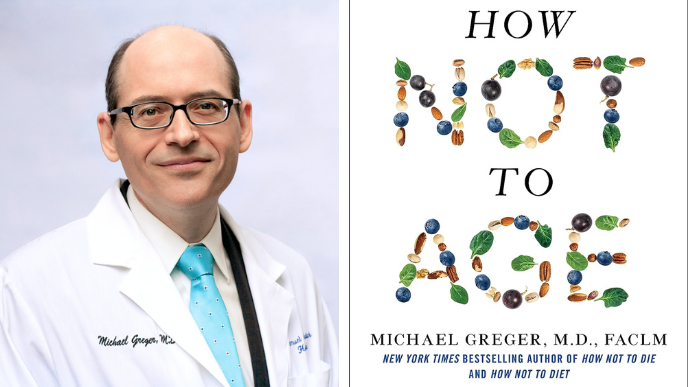 Michael Greger, M.D.
HOW
NOT
TO
AGE
MICHAEL GREGER, M.D., FACLM
NEW YORK TIMES BESTSELLING AUTHOR OF HOW NOT TO DIE
AND HOW NOT TO DIET